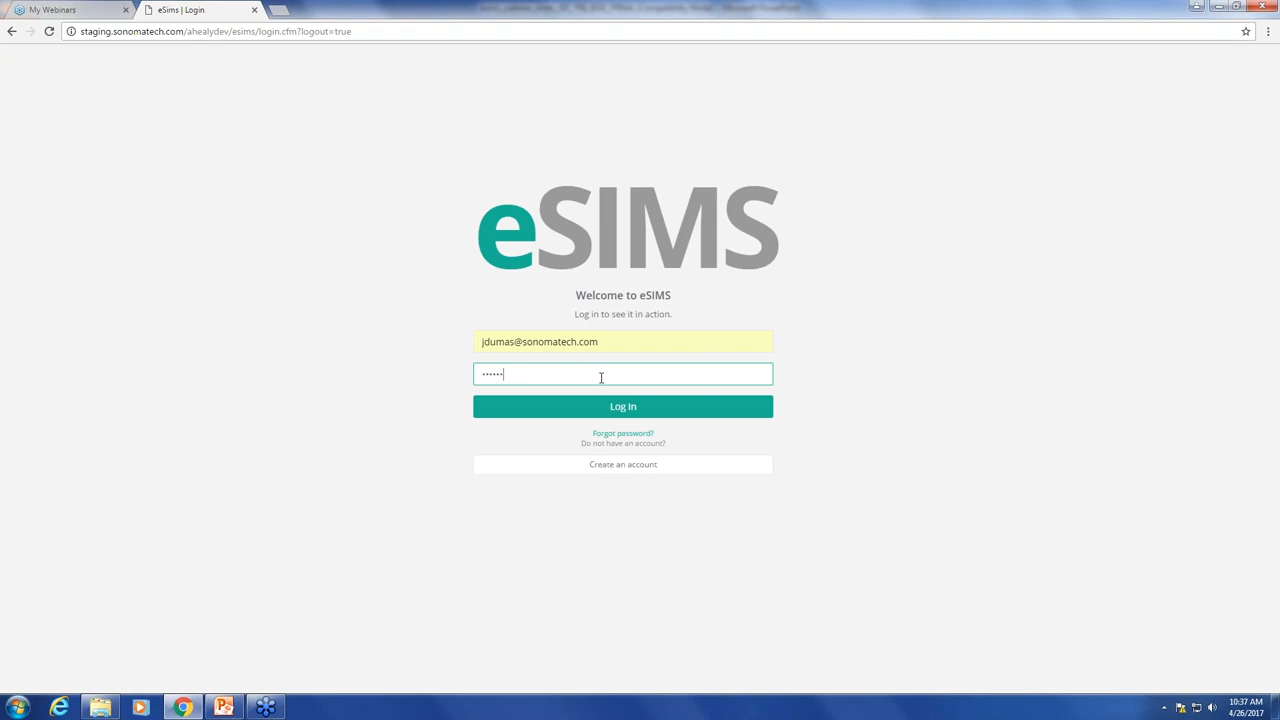 My Webinars
eSims | Login
staging.sonomatech.com/ahealydev/esims/login.cfm?logout=true
eSIMS
Welcome to eSIMS
Log in to see it in action.
jdumas@sonomatech.com
••••••
Log In
Forgot password?
Do not have an account?
Create an account
10:37 AM
4/26/2017